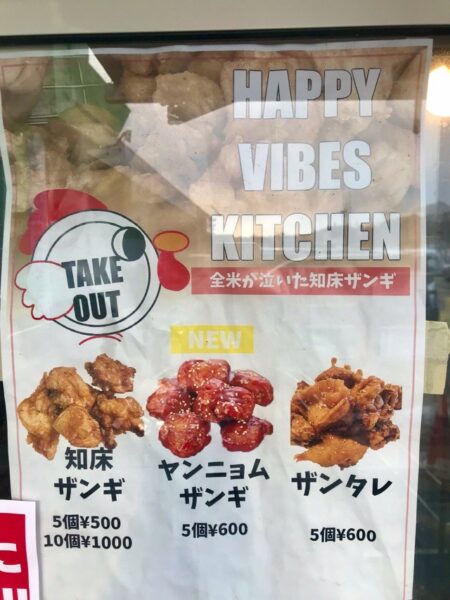 HAPPY
VIBES
KITCHEN
全米が泣いた知床ザンギ
TAKE
OUT
NEW
知床
ザンギ
5個¥500
10個¥1000
ヤンニョム
ザンギ
5個¥600
ザンタレ
5個¥600